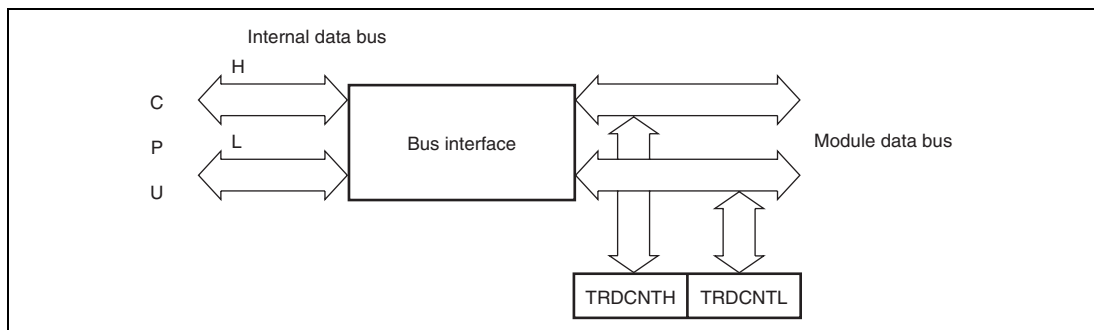 Internal data bus
H
C
P
U
L
Bus interface
Module data bus
TRDCNTH
TRDCNTL